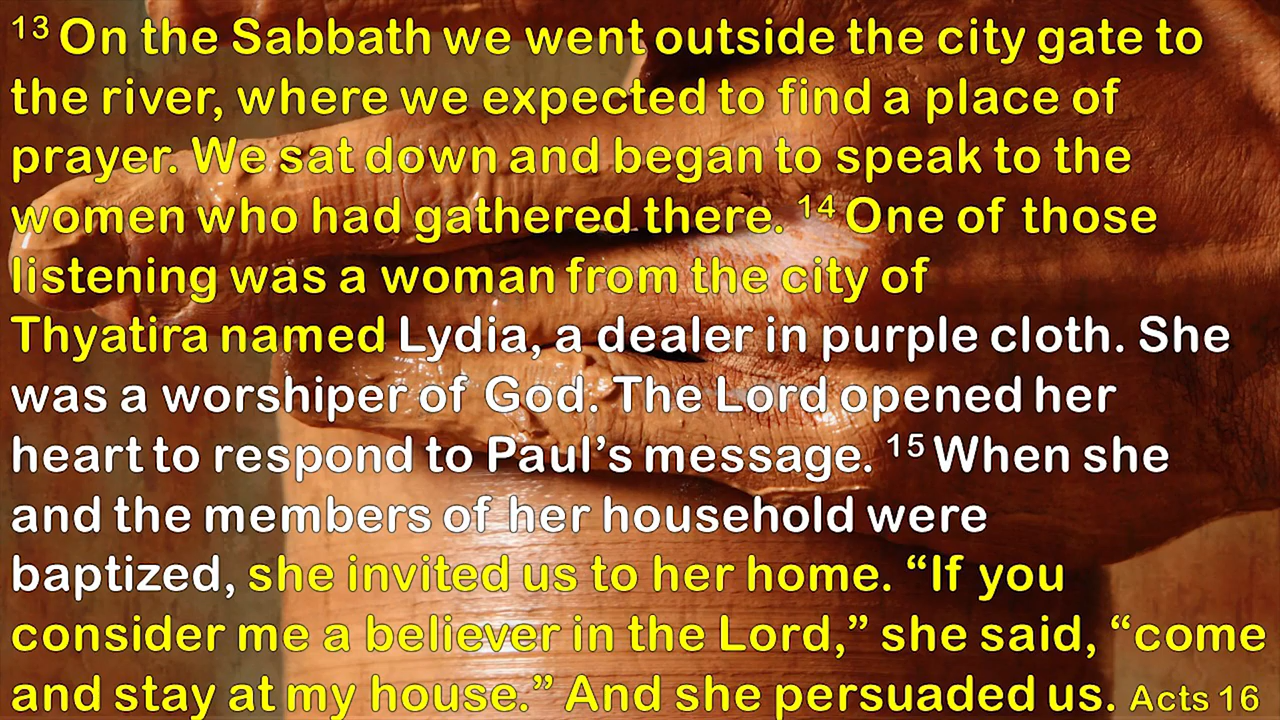 13 On the Sabbath we went outside the city gate to
the river, where we expected to find a place of
prayer. We sat down and began to speak to the
women who had gathered there. 14 One of those
listening was a woman from the city of
Thyatira named Lydia, a dealer in purple cloth. She
was a worshiper of God. The Lord opened her
heart to respond to Paul’s message. 15 When she
and the members of her household were
baptized, she invited us to her home. “If you
consider me a believer in the Lord,” she said, “come
and stay at my house.” And she persuaded us. Acts 16